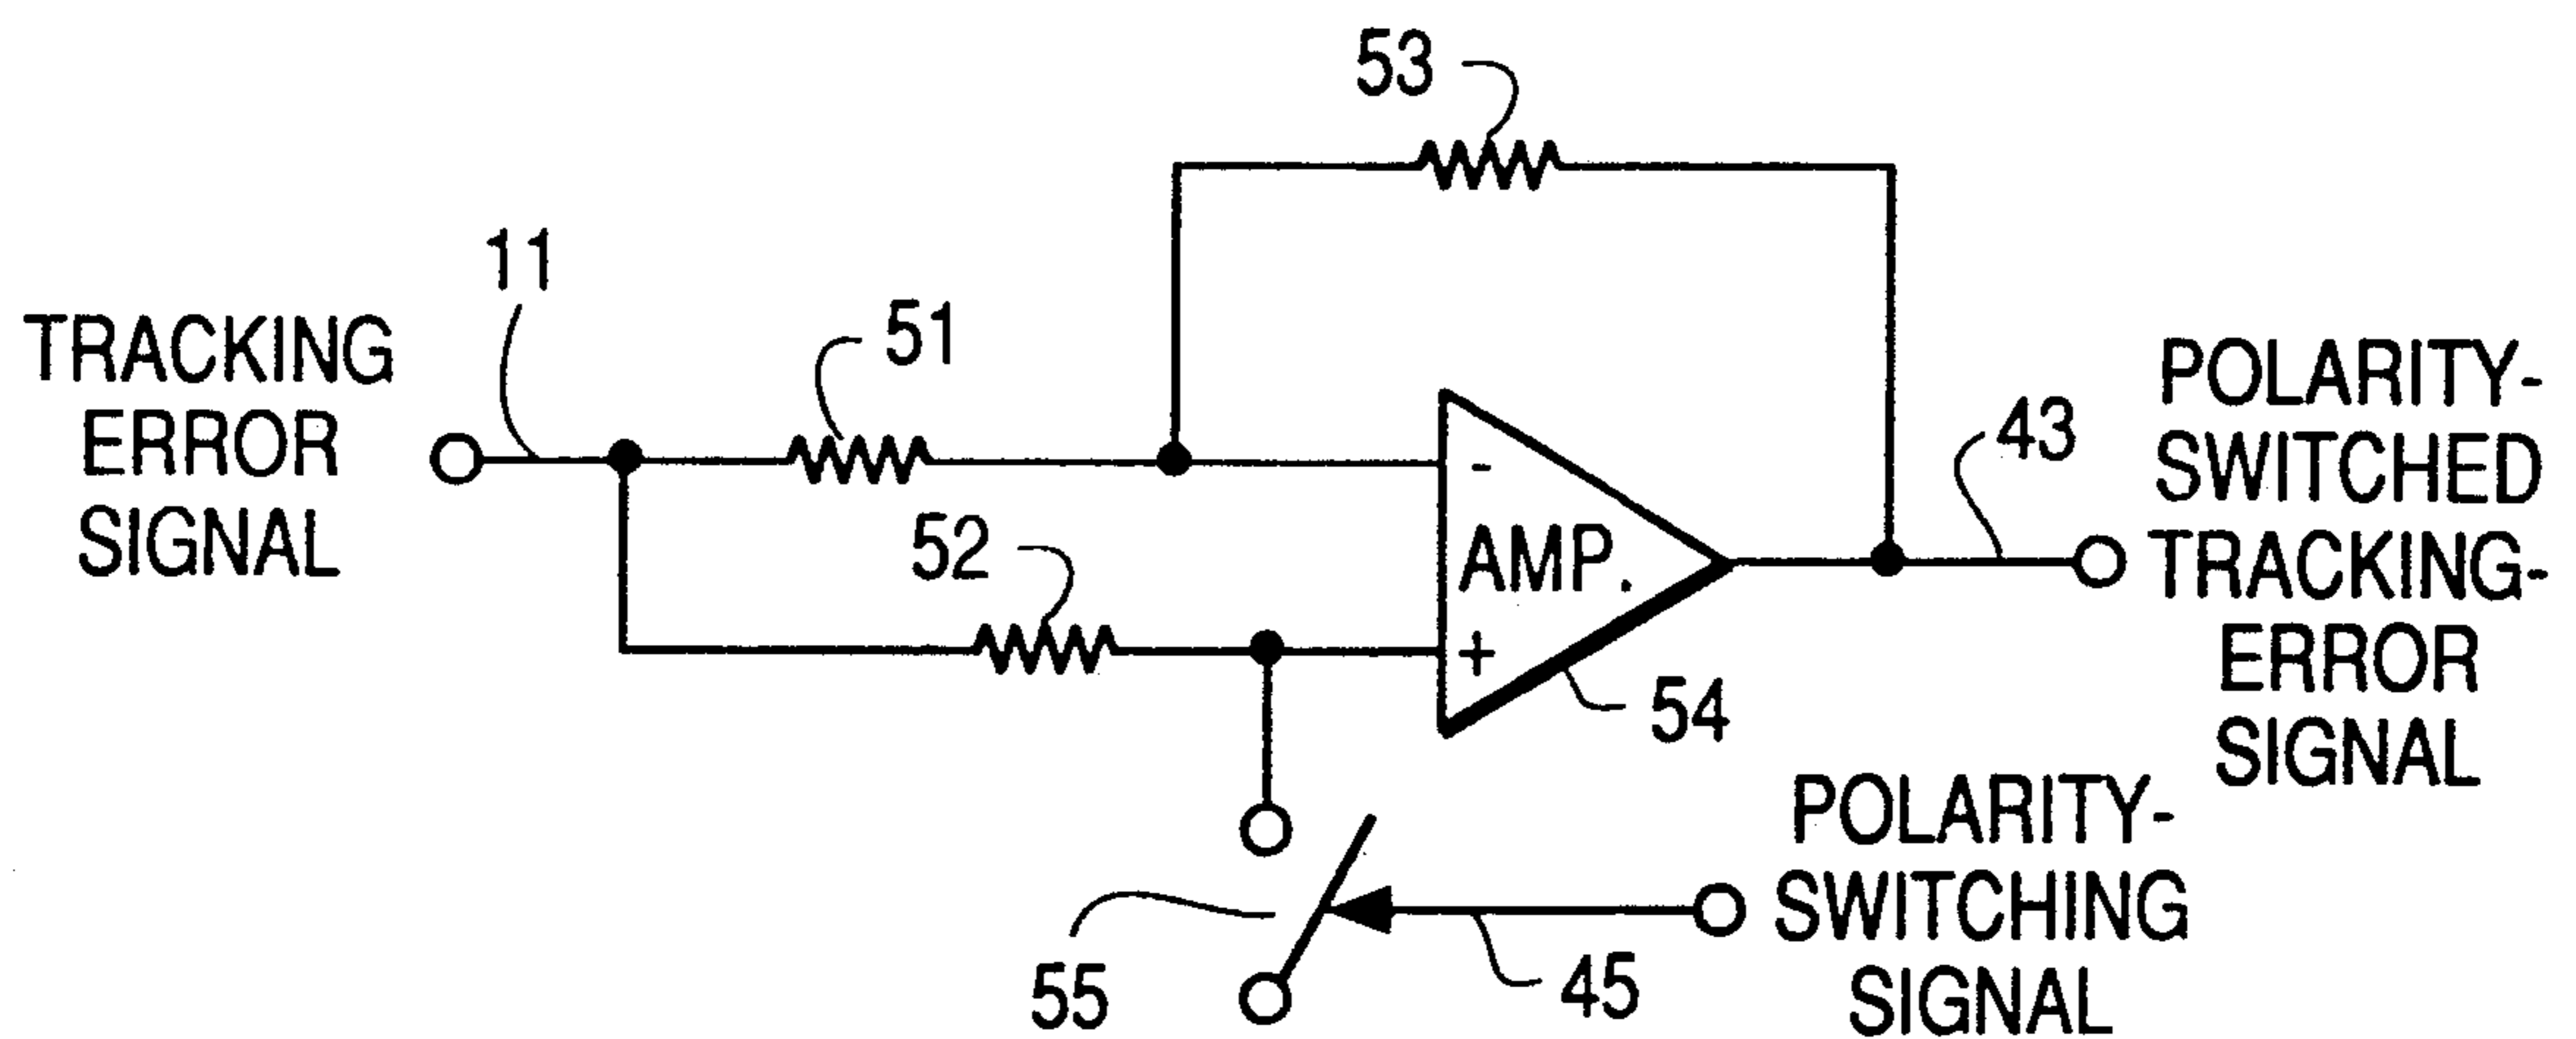 53
11
TRACKING
ERROR
SIGNAL
51
52
-
AMP.
+
54
43
POLARITY-
SWITCHED
TRACKING-
ERROR
SIGNAL
55
45
POLARITY-
SWITCHING
SIGNAL